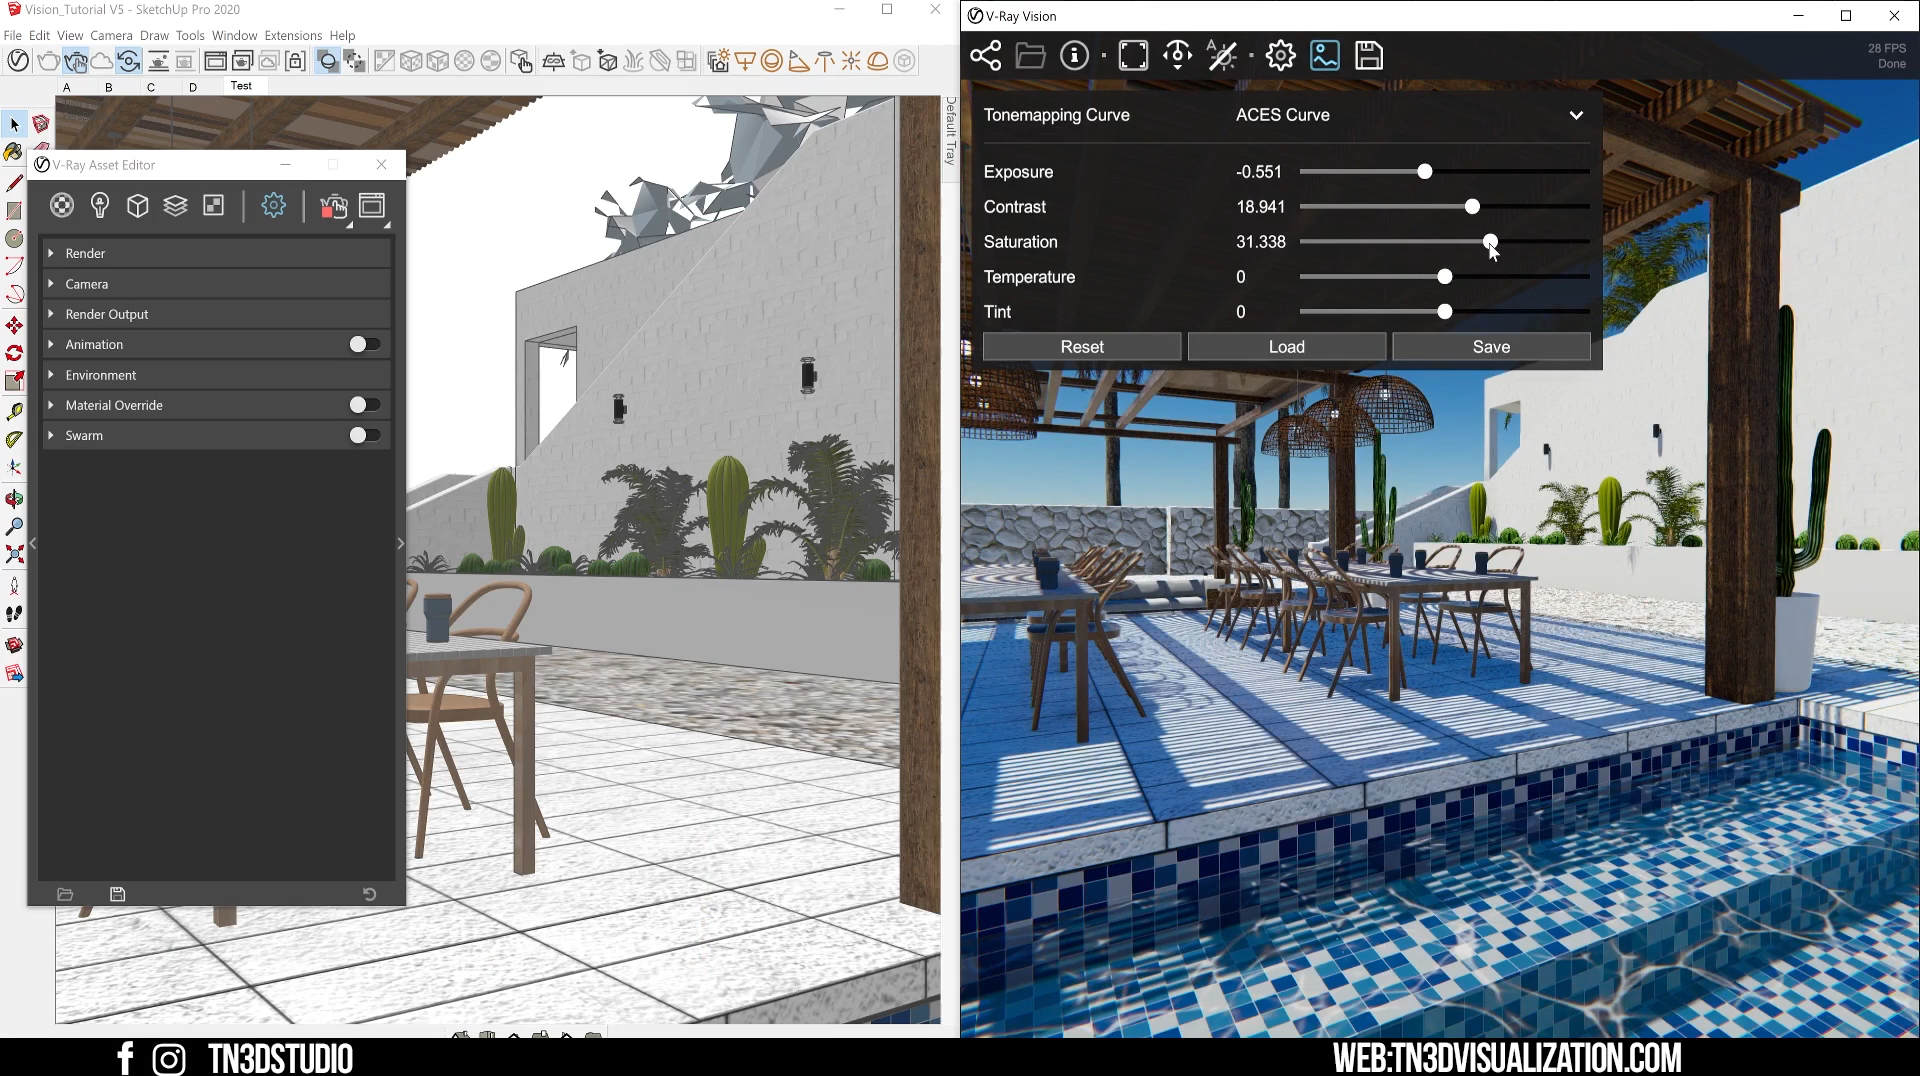 Vision_Tutorial V5 - SketchUp Pro 2020
File Edit View Camera Draw Tools Window Extensions Help
A B C D Test
Default Tray
V-Ray Asset Editor
Render
Camera
Render Output
Animation
Environment
Material Override
Swarm
V-Ray Vision
28 FPS
Done
Tonemapping Curve ACES Curve
Exposure -0.551
Contrast 18.941
Saturation 31.338
Temperature 0
Tint 0
Reset Load Save
TN3DSTUDIO
WEB:TN3DVISUALIZATION.COM